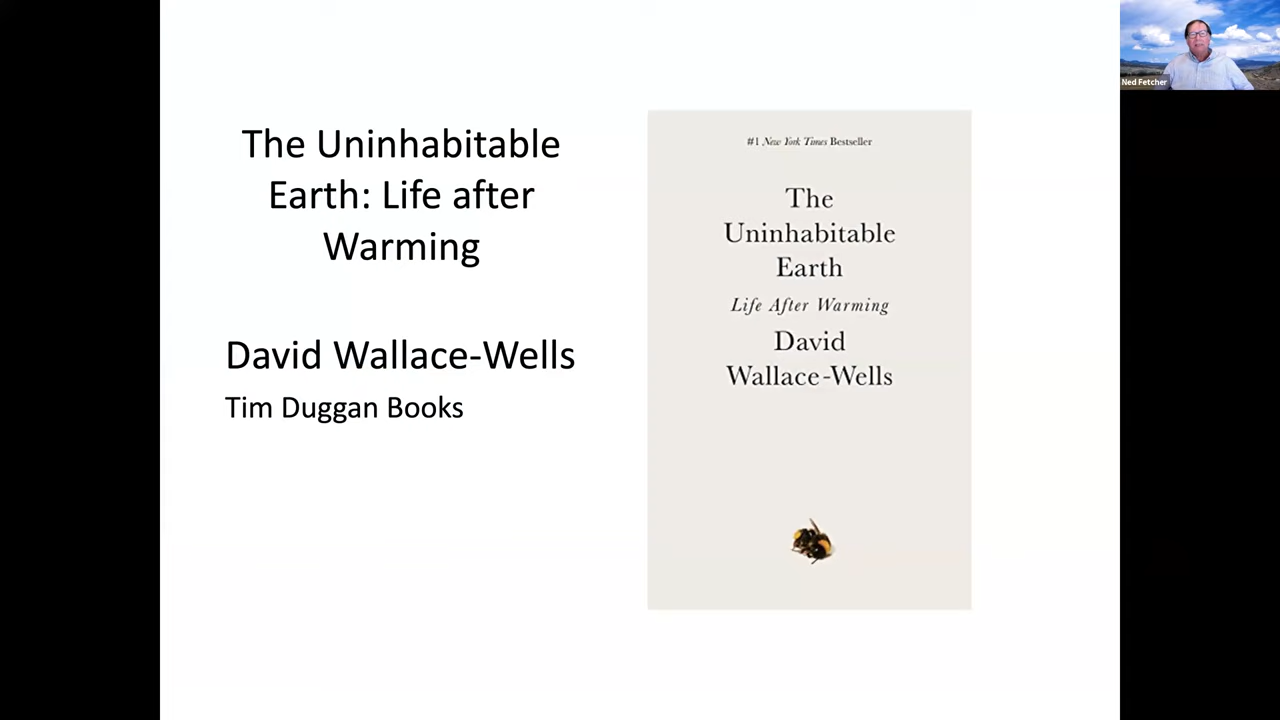 The Uninhabitable
Earth: Life after
Warming
David Wallace-Wells
Tim Duggan Books
#1 New York Times Bestseller
The
Uninhabitable
Earth
Life After Warming
David
Wallace-Wells
Ned Fetcher